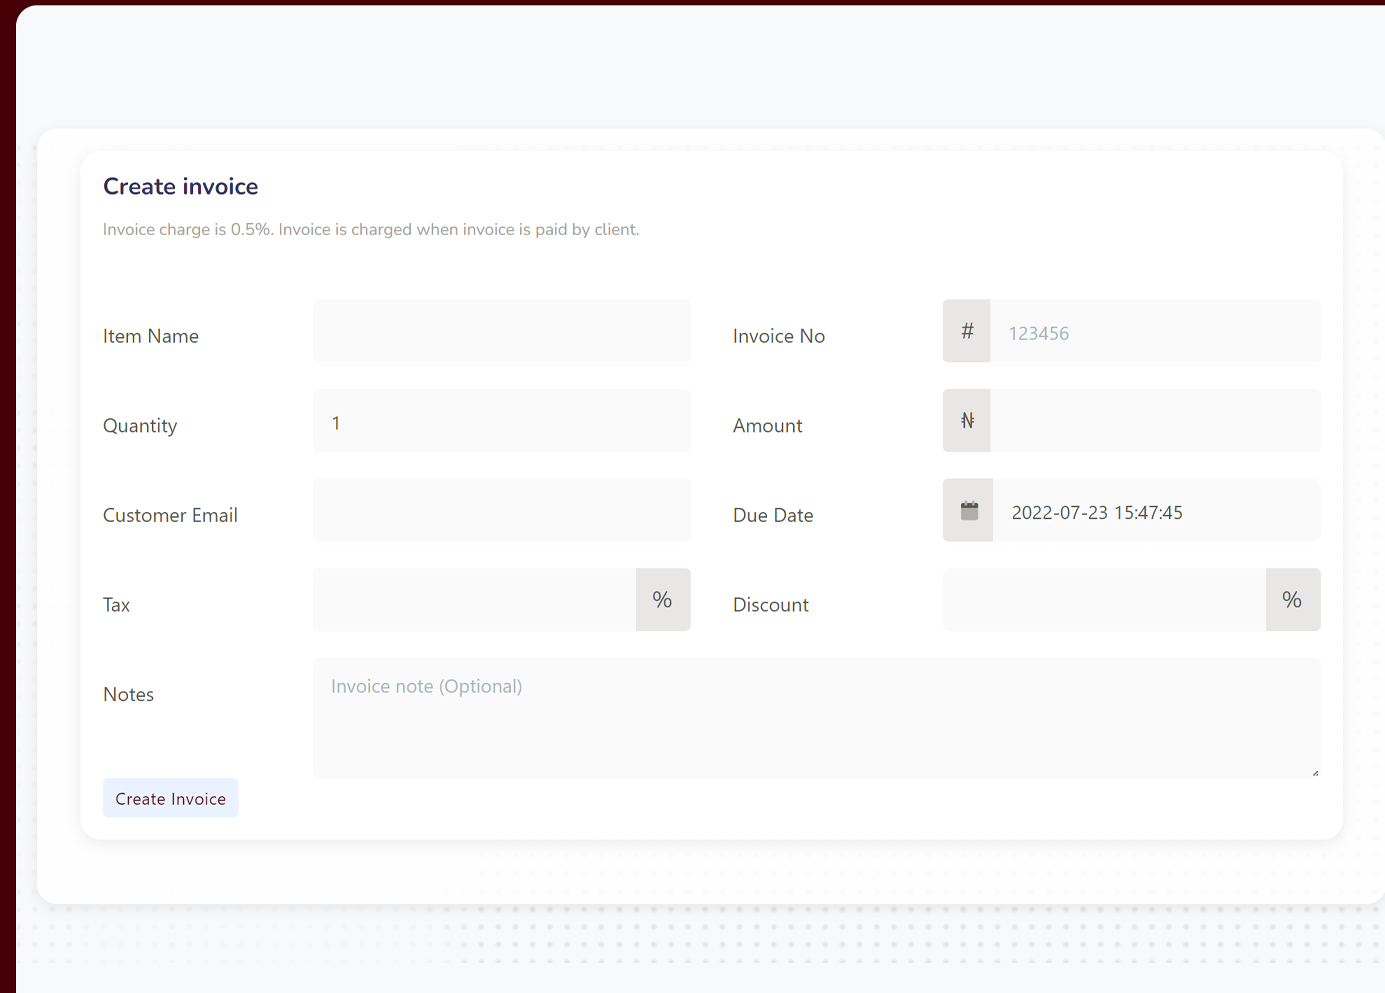 Create invoice
Invoice charge is 0.5%. Invoice is charged when invoice is paid by client.
Item Name
Invoice No # 123456
Quantity 1
Amount ₦
Customer Email
Due Date 2022-07-23 15:47:45
Tax %
Discount %
Notes Invoice note (Optional)
Create Invoice